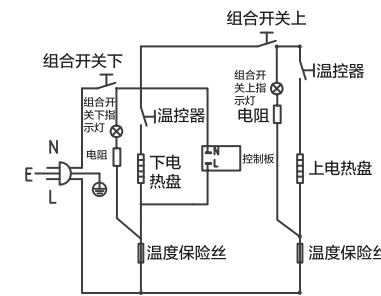 组合开关上
组合开关下
组合开
关上指
示灯
温控器
组合开
关下指
示灯
温控器
电阻
N
L
控制板
电阻
下电
热盘
上电热盘
N
E
L
温度保险丝
温度保险丝